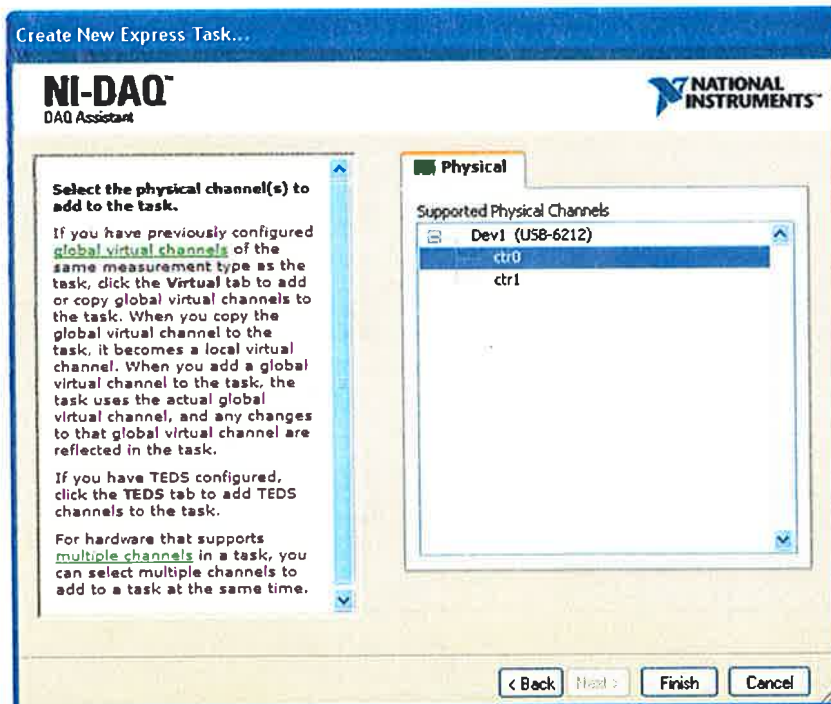 Create New Express Task...
NI-DAQ™
DAQ Assistant
NATIONAL
INSTRUMENTS™
Select the physical channel(s) to
add to the task.
If you have previously configured
global virtual channels of the
same measurement type as the
task, click the Virtual tab to add
or copy global virtual channels to
the task. When you copy the
global virtual channel to the
task, it becomes a local virtual
channel. When you add a global
virtual channel to the task, the
task uses the actual global
virtual channel, and any changes
to that global virtual channel are
reflected in the task.
If you have TEDS configured,
click the TEDS tab to add TEDS
channels to the task.
For hardware that supports
multiple channels in a task, you
can select multiple channels to
add to a task at the same time.
Physical
Supported Physical Channels
Dev1 (USB-6212)
ctr0
ctr1
< Back
Next >
Finish
Cancel